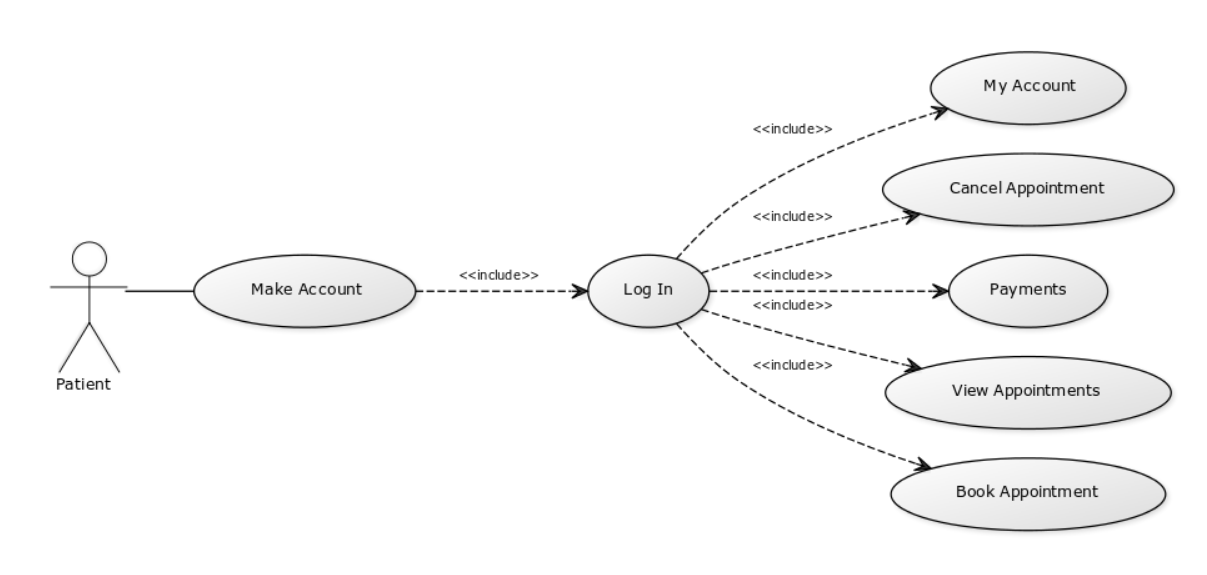 My Account
<<include>>
Cancel Appointment
<<include>>
<<include>>
<<include>>
Make Account
Log In
Payments
<<include>>
<<include>>
Patient
View Appointments
Book Appointment